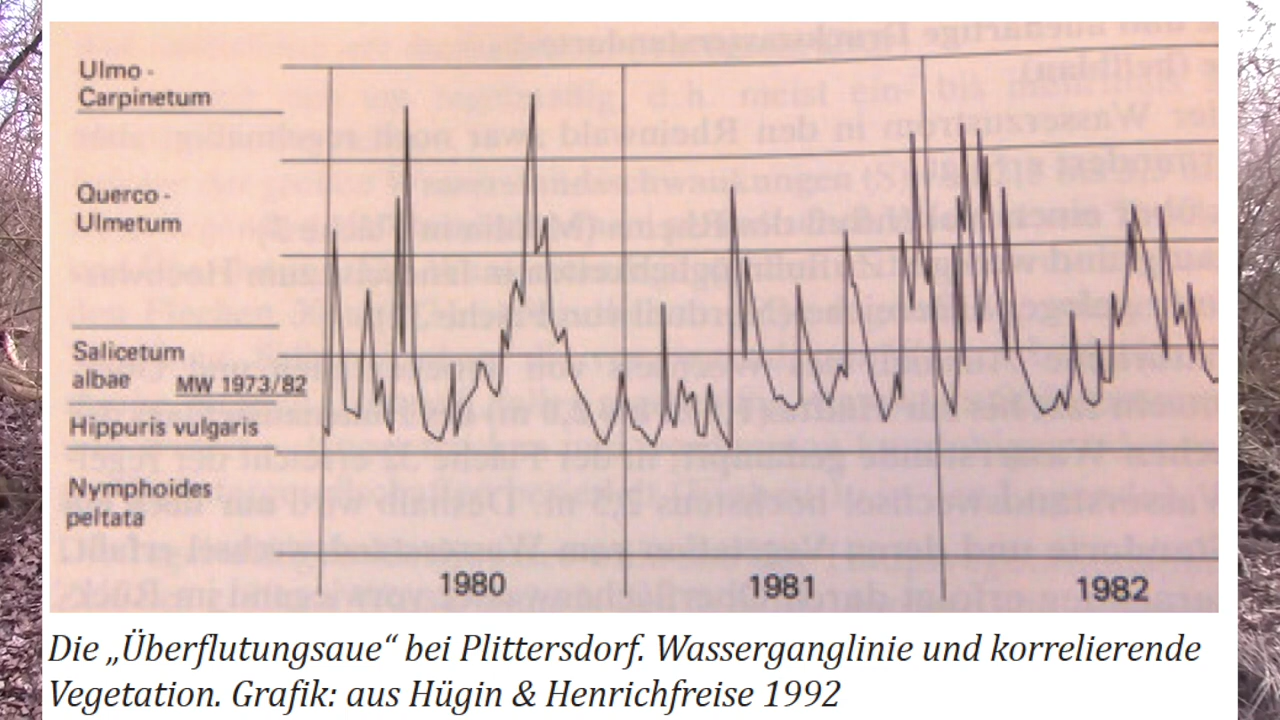 Ulmo -
Carpinetum
Querco -
Ulmetum
Salicetum
albae MW 1973/82
Hippuris vulgaris
Nymphoides
peltata
1980 1981 1982
Die „Überflutungsaue“ bei Plittersdorf. Wasserganglinie und korrelierende
Vegetation. Grafik: aus Hügin & Henrichfreise 1992